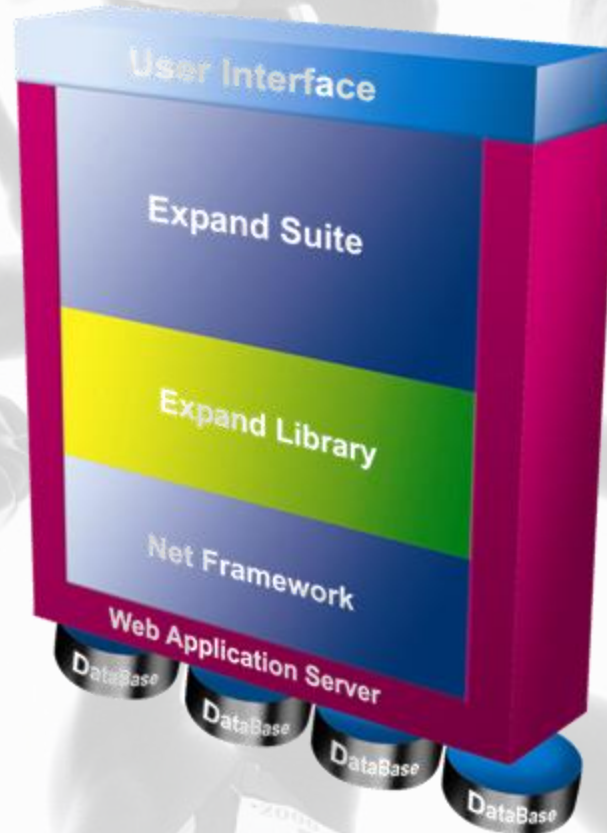 User Interface
Expand Suite
Expand Library
Net Framework
Web Application Server
DataBase
DataBase
DataBase
DataBase